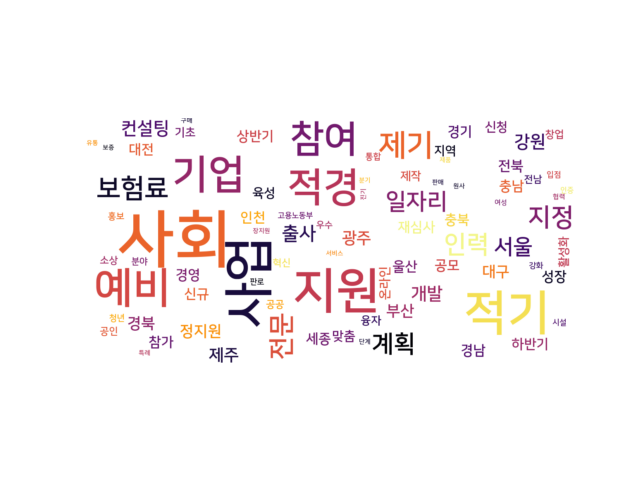 구매
컨설팅 기초 상반기 참여 제기 경기 신청 강원 창업
유통 보증 대전 통합 지역
보험료 기업 육성 적경 제작 일자리 전북 충남 전남 입점
판매 원사 여성 협력
홍보 인천 고용노동부 우수 재심사 충북 지정
사회 장지원 출사 광주 인력 서울 활성화
소상 분야 사업 혁신 서비스 울산 공모 대구 강화 성장
예비 경영 신규 판로 지원 온라인 개발 적기
청년 공공 부산
공인 경북 정지원 전문 융자 시설
참가 세종 맞춤 단계 계획 하반기
특례 제주 경남